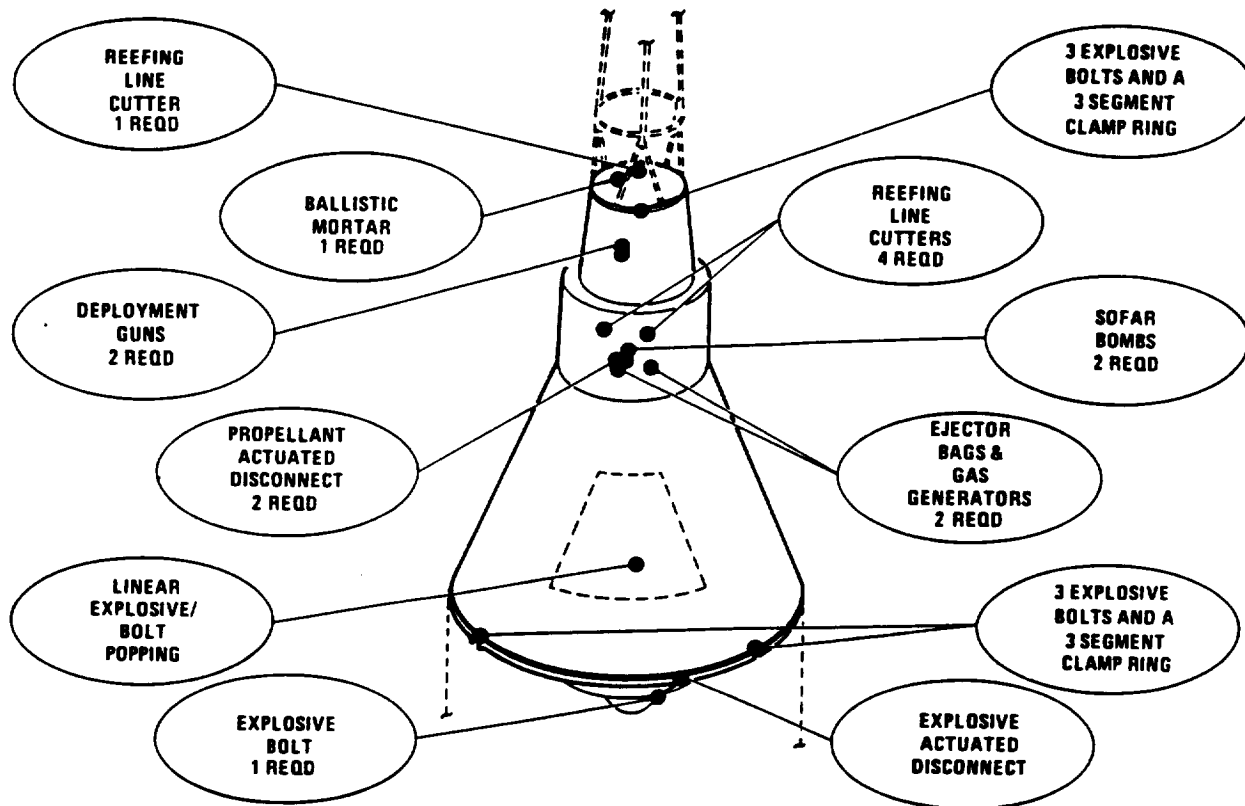 REEFING
LINE
CUTTER
1 REQD
3 EXPLOSIVE
BOLTS AND A
3 SEGMENT
CLAMP RING
BALLISTIC
MORTAR
1 REQD
REEFING
LINE
CUTTERS
4 REQD
DEPLOYMENT
GUNS
2 REQD
SOFAR
BOMBS
2 REQD
PROPELLANT
ACTUATED
DISCONNECT
2 REQD
EJECTOR
BAGS &
GAS
GENERATORS
2 REQD
LINEAR
EXPLOSIVE/
BOLT
POPPING
3 EXPLOSIVE
BOLTS AND A
3 SEGMENT
CLAMP RING
EXPLOSIVE
BOLT
1 REQD
EXPLOSIVE
ACTUATED
DISCONNECT